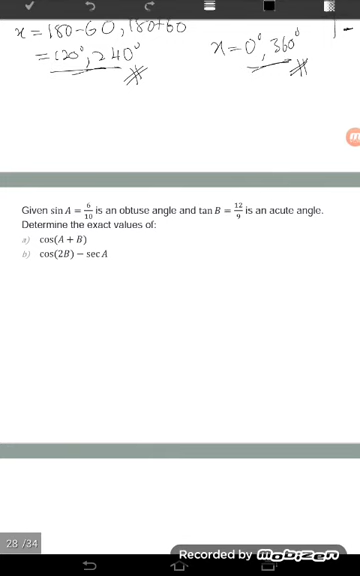 x = 180 - 60, 180 + 60
= 120°, 240°
x = 0°, 360°
Given sin A = 6/10 is an obtuse angle and tan B = 12/9 is an acute angle.
Determine the exact values of:
a) cos(A + B)
b) cos(2B) − sec A
28 /34
Recorded by Mobizen